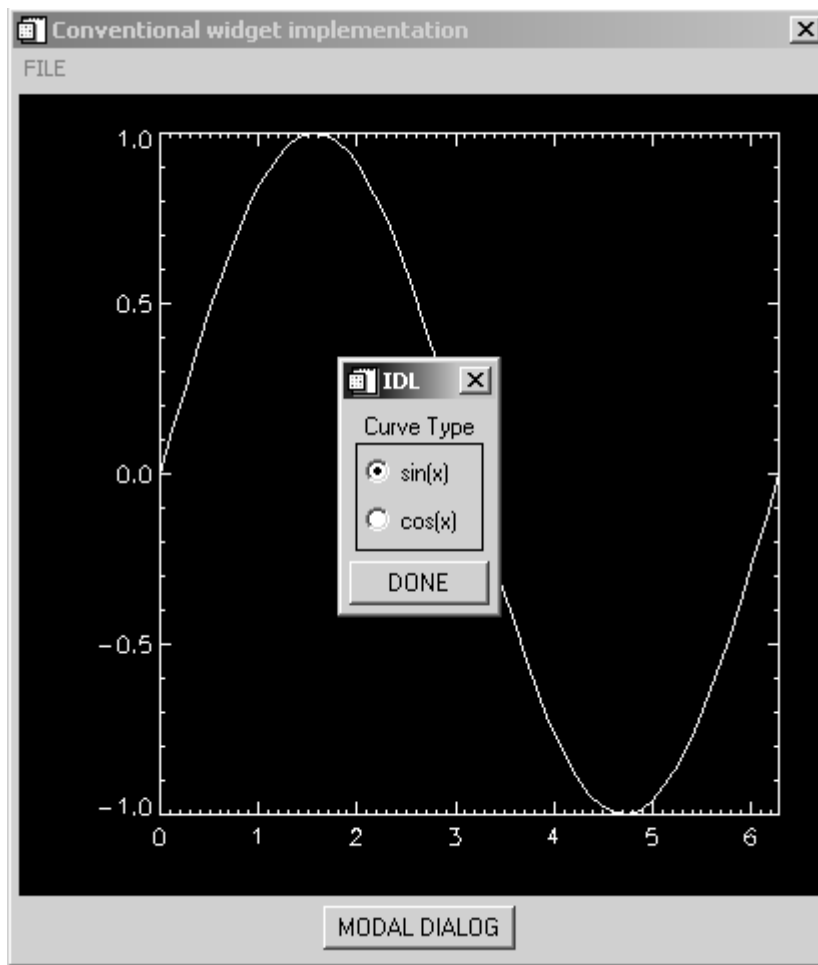 Conventional widget implementation
FILE
1.0
0.5
0.0
−0.5
−1.0
0 1 2 3 4 5 6
IDL
Curve Type
sin(x)
cos(x)
DONE
MODAL DIALOG